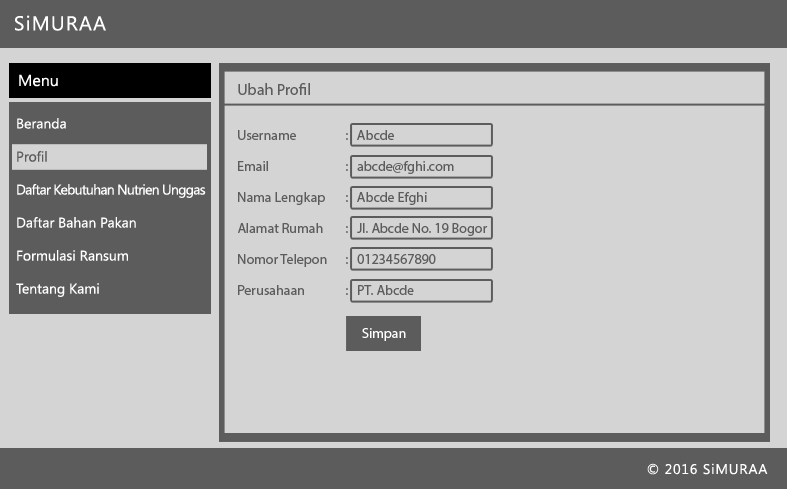 SiMURAA
Menu
Beranda
Profil
Daftar Kebutuhan Nutrien Unggas
Daftar Bahan Pakan
Formulasi Ransum
Tentang Kami
Ubah Profil
Username : Abcde
Email : abcde@fghi.com
Nama Lengkap : Abcde Efghi
Alamat Rumah : Jl. Abcde No. 19 Bogor
Nomor Telepon : 01234567890
Perusahaan : PT. Abcde
Simpan
© 2016 SiMURAA